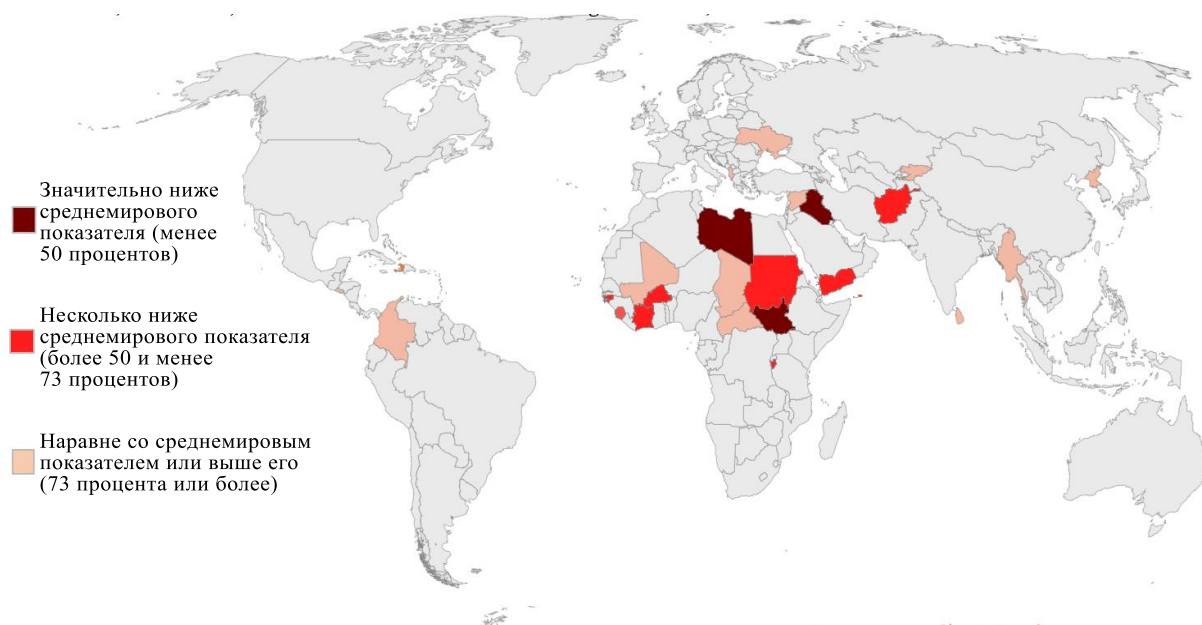 Значительно ниже
среднемирового
показателя (менее
50 процентов)
Несколько ниже
среднемирового показателя
(более 50 и менее
73 процентов)
Наравне со среднемировым
показателем или выше его
(73 процента или более)